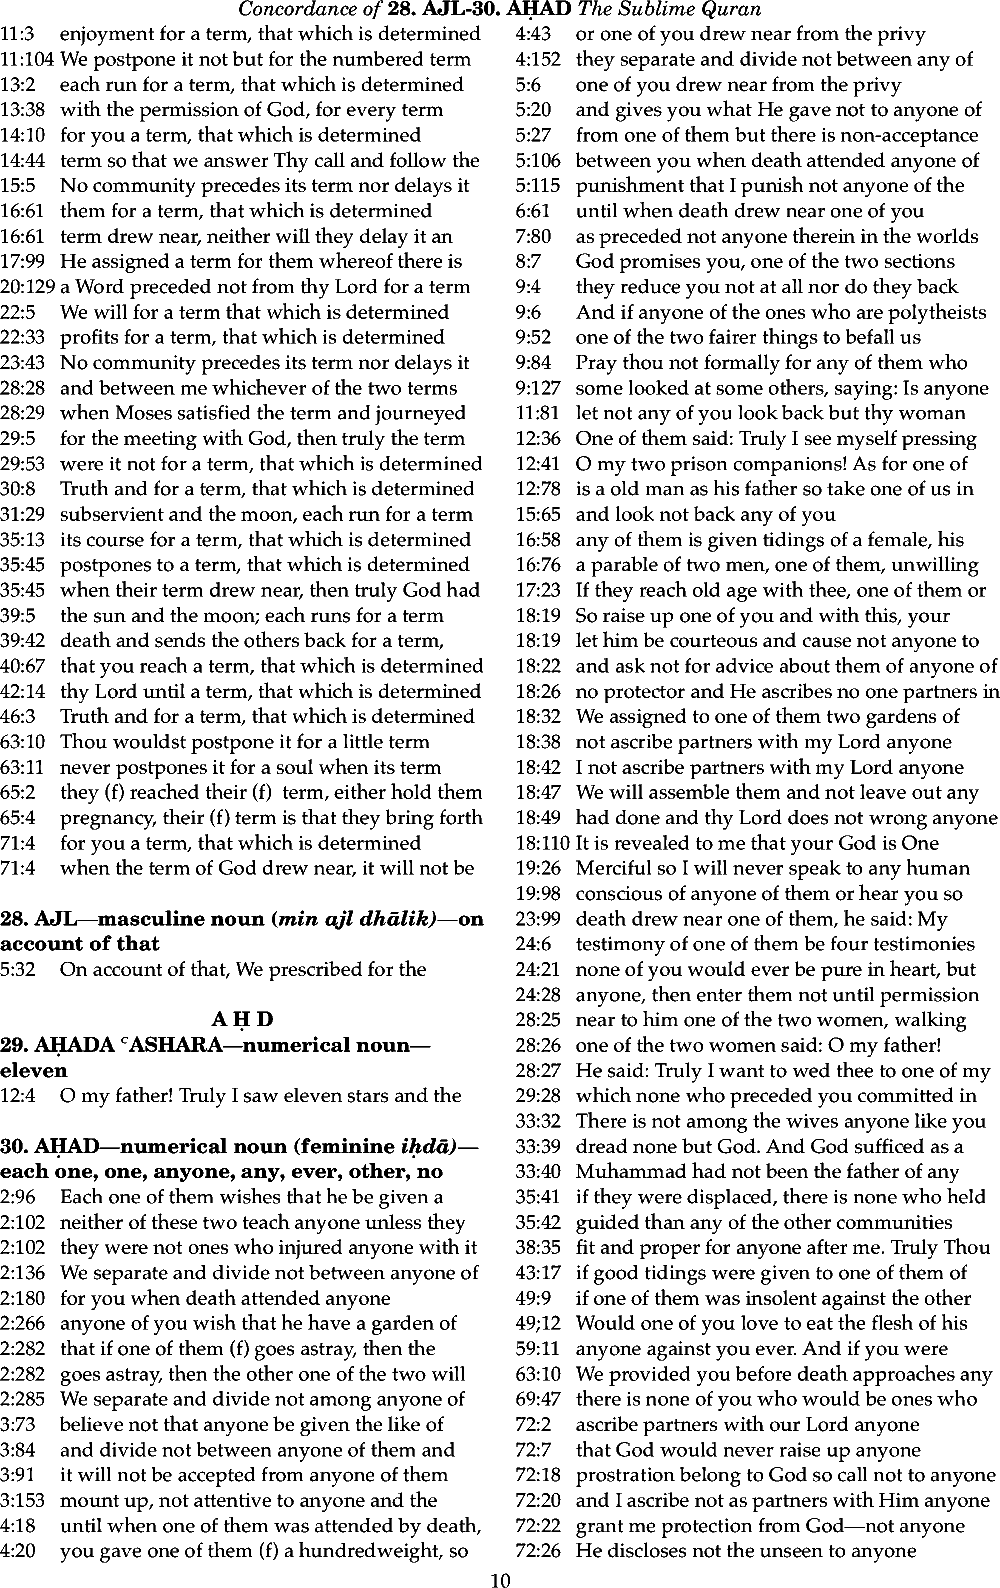 Concordance of 28. AJL-30. AḤAD The Sublime Quran
11:3 enjoyment for a term, that which is determined
11:104 We postpone it not but for the numbered term
13:2 each run for a term, that which is determined
13:38 with the permission of God, for every term
14:10 for you a term, that which is determined
14:44 term so that we answer Thy call and follow the
15:5 No community precedes its term nor delays it
16:61 them for a term, that which is determined
16:61 term drew near, neither will they delay it an
17:99 He assigned a term for them whereof there is
20:129 a Word preceded not from thy Lord for a term
22:5 We will for a term that which is determined
22:33 profits for a term, that which is determined
23:43 No community precedes its term nor delays it
28:28 and between me whichever of the two terms
28:29 when Moses satisfied the term and journeyed
29:5 for the meeting with God, then truly the term
29:53 were it not for a term, that which is determined
30:8 Truth and for a term, that which is determined
31:29 subservient and the moon, each run for a term
35:13 its course for a term, that which is determined
35:45 postpones to a term, that which is determined
35:45 when their term drew near, then truly God had
39:5 the sun and the moon; each runs for a term
39:42 death and sends the others back for a term,
40:67 that you reach a term, that which is determined
42:14 thy Lord until a term, that which is determined
46:3 Truth and for a term, that which is determined
63:10 Thou wouldst postpone it for a little term
63:11 never postpones it for a soul when its term
65:2 they (f) reached their (f) term, either hold them
65:4 pregnancy, their (f) term is that they bring forth
71:4 for you a term, that which is determined
71:4 when the term of God drew near, it will not be
28. AJL—masculine noun (min ajl dhālik)—on
account of that
5:32 On account of that, We prescribed for the
A Ḥ D
29. AḤADA ᶜASHARA—numerical noun—
eleven
12:4 O my father! Truly I saw eleven stars and the
30. AḤAD—numerical noun (feminine iḥdā)—
each one, one, anyone, any, ever, other, no
2:96 Each one of them wishes that he be given a
2:102 neither of these two teach anyone unless they
2:102 they were not ones who injured anyone with it
2:136 We separate and divide not between anyone of
2:180 for you when death attended anyone
2:266 anyone of you wish that he have a garden of
2:282 that if one of them (f) goes astray, then the
2:282 goes astray, then the other one of the two will
2:285 We separate and divide not among anyone of
3:73 believe not that anyone be given the like of
3:84 and divide not between anyone of them and
3:91 it will not be accepted from anyone of them
3:153 mount up, not attentive to anyone and the
4:18 until when one of them was attended by death,
4:20 you gave one of them (f) a hundredweight, so
4:43 or one of you drew near from the privy
4:152 they separate and divide not between any of
5:6 one of you drew near from the privy
5:20 and gives you what He gave not to anyone of
5:27 from one of them but there is non-acceptance
5:106 between you when death attended anyone of
5:115 punishment that I punish not anyone of the
6:61 until when death drew near one of you
7:80 as preceded not anyone therein in the worlds
8:7 God promises you, one of the two sections
9:4 they reduce you not at all nor do they back
9:6 And if anyone of the ones who are polytheists
9:52 one of the two fairer things to befall us
9:84 Pray thou not formally for any of them who
9:127 some looked at some others, saying: Is anyone
11:81 let not any of you look back but thy woman
12:36 One of them said: Truly I see myself pressing
12:41 O my two prison companions! As for one of
12:78 is a old man as his father so take one of us in
15:65 and look not back any of you
16:58 any of them is given tidings of a female, his
16:76 a parable of two men, one of them, unwilling
17:23 If they reach old age with thee, one of them or
18:19 So raise up one of you and with this, your
18:19 let him be courteous and cause not anyone to
18:22 and ask not for advice about them of anyone of
18:26 no protector and He ascribes no one partners in
18:32 We assigned to one of them two gardens of
18:38 not ascribe partners with my Lord anyone
18:42 I not ascribe partners with my Lord anyone
18:47 We will assemble them and not leave out any
18:49 had done and thy Lord does not wrong anyone
18:110 It is revealed to me that your God is One
19:26 Merciful so I will never speak to any human
19:98 conscious of anyone of them or hear you so
23:99 death drew near one of them, he said: My
24:6 testimony of one of them be four testimonies
24:21 none of you would ever be pure in heart, but
24:28 anyone, then enter them not until permission
28:25 near to him one of the two women, walking
28:26 one of the two women said: O my father!
28:27 He said: Truly I want to wed thee to one of my
29:28 which none who preceded you committed in
33:32 There is not among the wives anyone like you
33:39 dread none but God. And God sufficed as a
33:40 Muhammad had not been the father of any
35:41 if they were displaced, there is none who held
35:42 guided than any of the other communities
38:35 fit and proper for anyone after me. Truly Thou
43:17 if good tidings were given to one of them of
49:9 if one of them was insolent against the other
49;12 Would one of you love to eat the flesh of his
59:11 anyone against you ever. And if you were
63:10 We provided you before death approaches any
69:47 there is none of you who would be ones who
72:2 ascribe partners with our Lord anyone
72:7 that God would never raise up anyone
72:18 prostration belong to God so call not to anyone
72:20 and I ascribe not as partners with Him anyone
72:22 grant me protection from God—not anyone
72:26 He discloses not the unseen to anyone
10